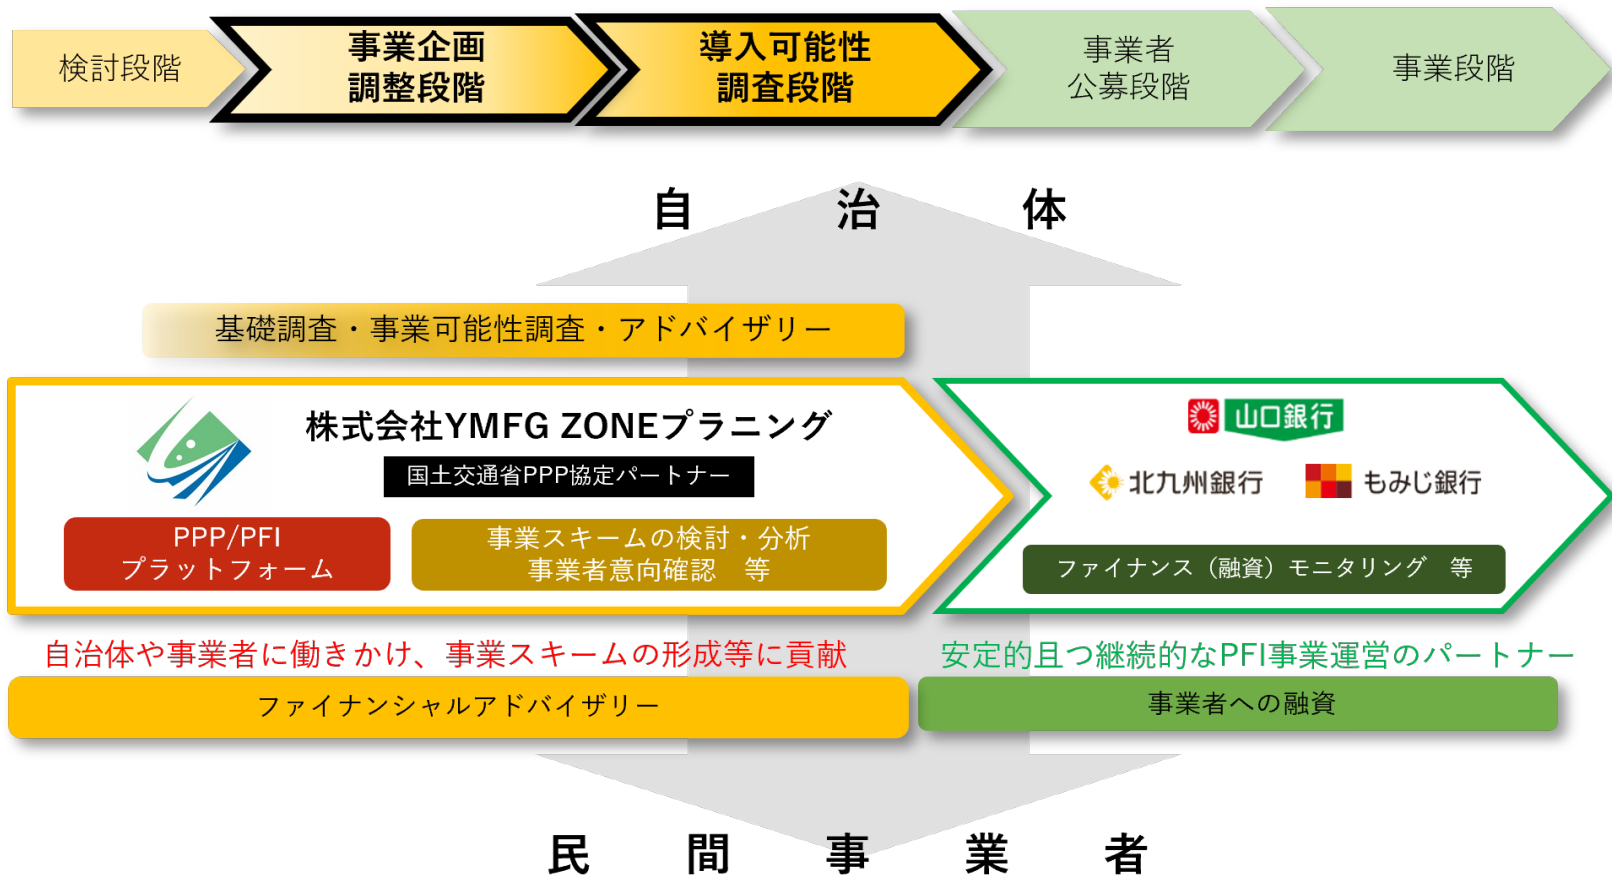 検討段階
事業企画
調整段階
導入可能性
調査段階
事業者
公募段階
事業段階
自治体
基礎調査・事業可能性調査・アドバイザリー
株式会社YMFG ZONEプラニング
国土交通省PPP協定パートナー
PPP/PFI
プラットフォーム
事業スキームの検討・分析
事業者意向確認 等
山口銀行
北九州銀行
もみじ銀行
ファイナンス（融資）モニタリング 等
自治体や事業者に働きかけ、事業スキームの形成等に貢献
安定的且つ継続的なPFI事業運営のパートナー
ファイナンシャルアドバイザリー
事業者への融資
民間事業者